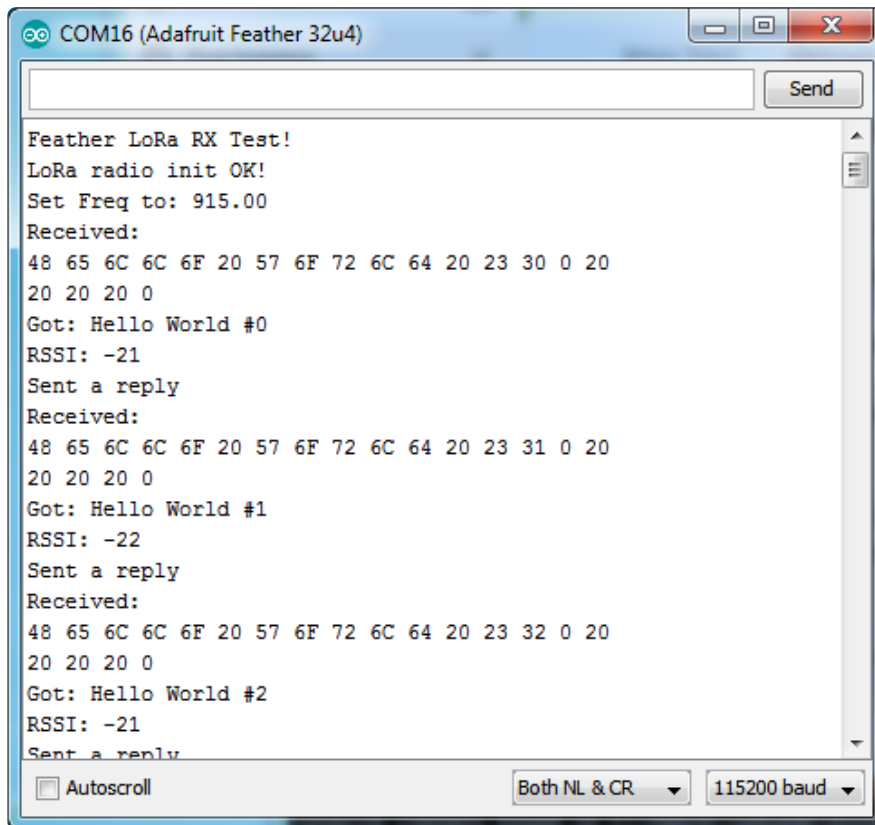 COM16 (Adafruit Feather 32u4)
Send
Feather LoRa RX Test!
LoRa radio init OK!
Set Freq to: 915.00
Received:
48 65 6C 6C 6F 20 57 6F 72 6C 64 20 23 30 0 20
20 20 20 0
Got: Hello World #0
RSSI: -21
Sent a reply
Received:
48 65 6C 6C 6F 20 57 6F 72 6C 64 20 23 31 0 20
20 20 20 0
Got: Hello World #1
RSSI: -22
Sent a reply
Received:
48 65 6C 6C 6F 20 57 6F 72 6C 64 20 23 32 0 20
20 20 20 0
Got: Hello World #2
RSSI: -21
Sent a reply
Autoscroll
Both NL & CR
115200 baud